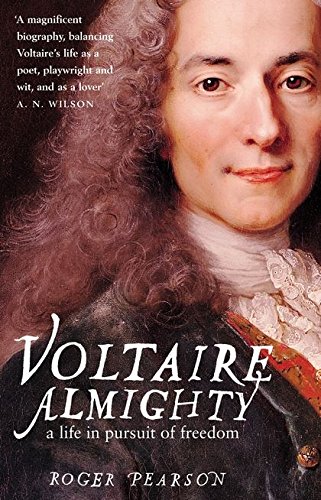 ‘A magnificent
biography, balancing
Voltaire’s life as a
poet, playwright and
wit, and as a lover’
A. N. WILSON
VOLTAIRE
ALMIGHTY
a life in pursuit of freedom
ROGER PEARSON